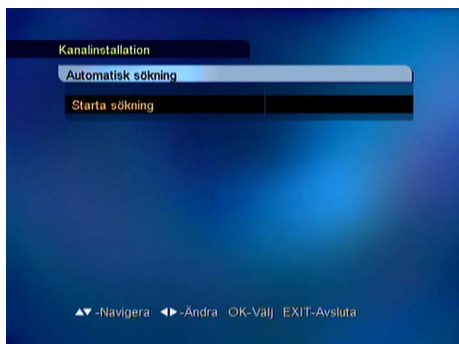 Kanalinstallation
Automatisk sökning
Starta sökning
▲▼ -Navigera ◀▶ -Ändra OK-Välj EXIT-Avsluta